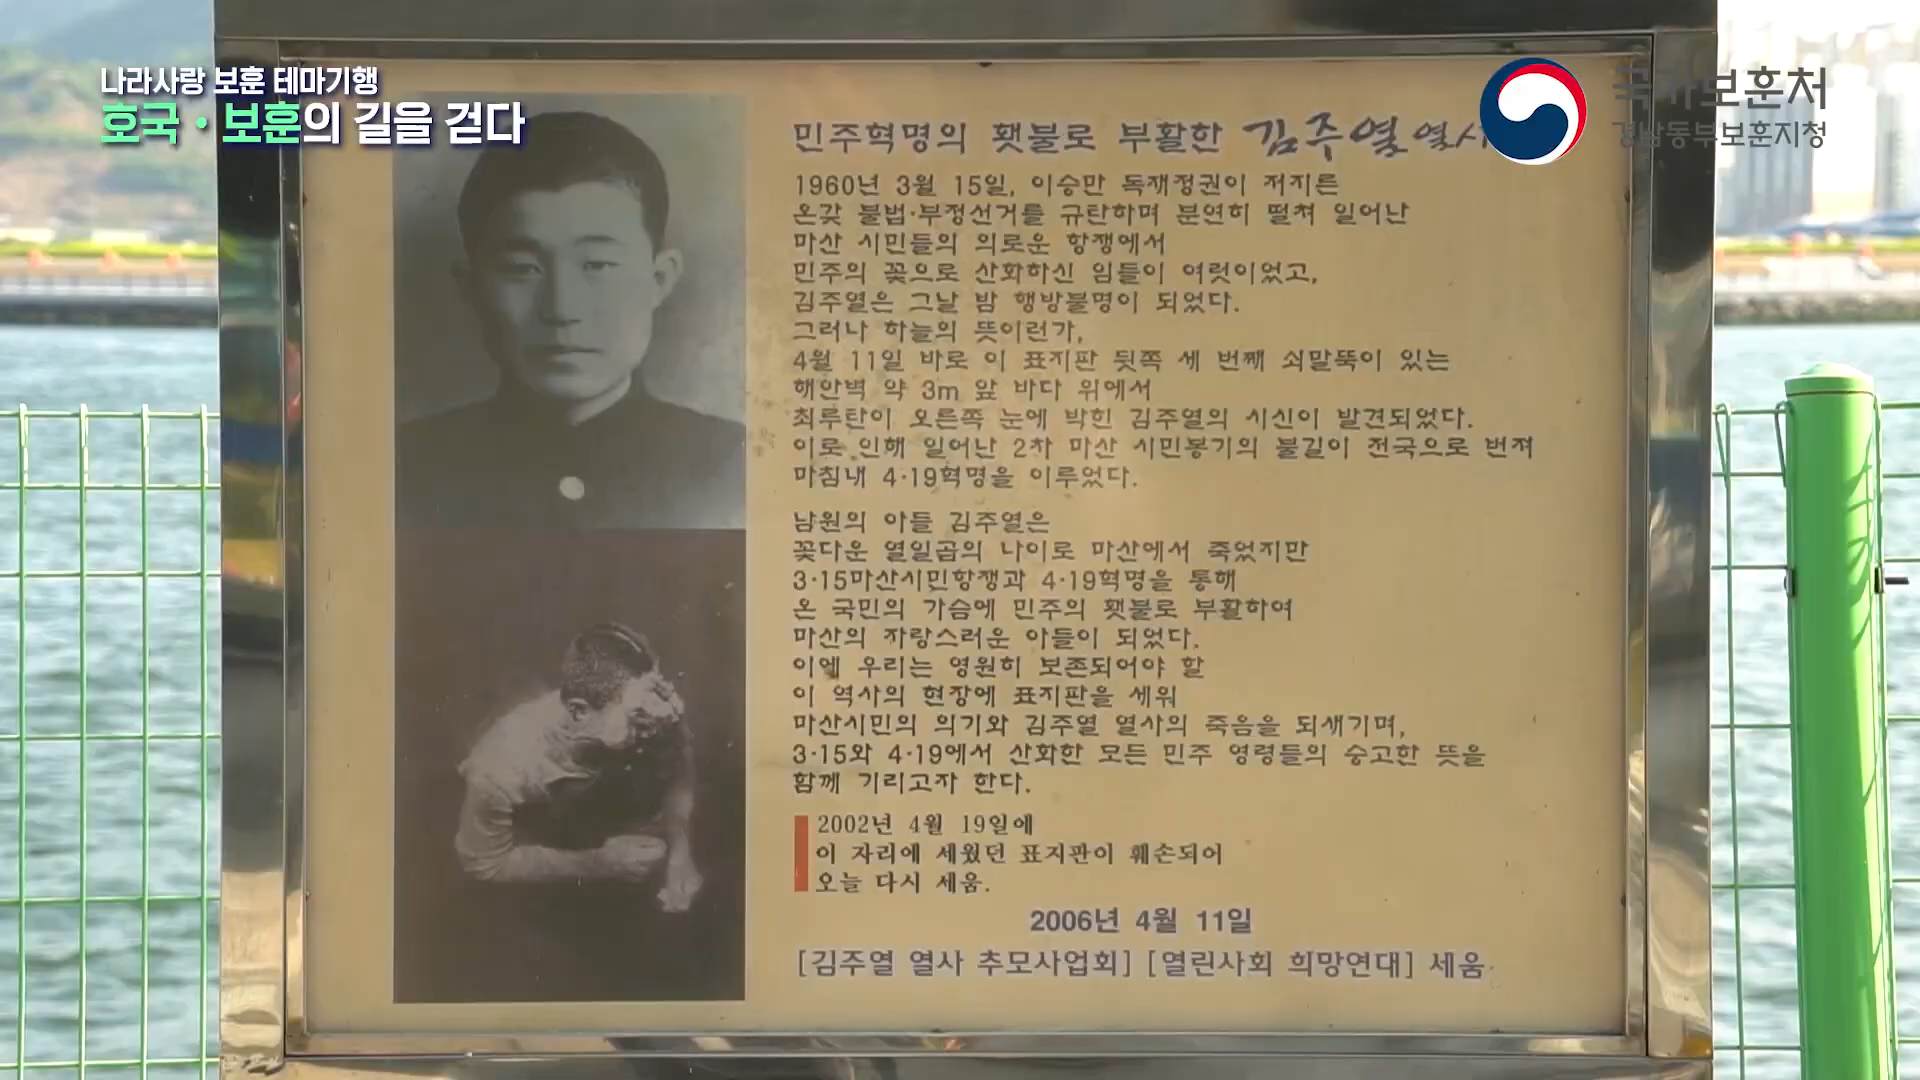 나라사랑 보훈 테마기행
호국·보훈의 길을 걷다
국가보훈처
경남동부보훈지청
민주혁명의 횃불로 부활한 김주열 열사
1960년 3월 15일, 이승만 독재정권이 저지른
온갖 불법·부정선거를 규탄하며 분연히 떨쳐 일어난
마산 시민들의 의로운 항쟁에서
민주의 꽃으로 산화하신 임들이 여럿이었고,
김주열은 그날 밤 행방불명이 되었다.
그러나 하늘의 뜻이런가,
4월 11일 바로 이 표지판 뒷쪽 세 번째 쇠말뚝이 있는
해안벽 약 3m 앞 바다 위에서
최루탄이 오른쪽 눈에 박힌 김주열의 시신이 발견되었다.
이로 인해 일어난 2차 마산 시민봉기의 불길이 전국으로 번져
마침내 4·19혁명을 이루었다.
남원의 아들 김주열은
꽃다운 열일곱의 나이로 마산에서 죽었지만
3·15마산시민항쟁과 4·19혁명을 통해
온 국민의 가슴에 민주의 횃불로 부활하여
마산의 자랑스러운 아들이 되었다.
이에 우리는 영원히 보존되어야 할
이 역사의 현장에 표지판을 세워
마산시민의 의기와 김주열 열사의 죽음을 되새기며,
3·15와 4·19에서 산화한 모든 민주 영령들의 숭고한 뜻을
함께 기리고자 한다.
2002년 4월 19일에
이 자리에 세웠던 표지판이 훼손되어
오늘 다시 세움.
2006년 4월 11일
[김주열 열사 추모사업회] [열린사회 희망연대] 세움